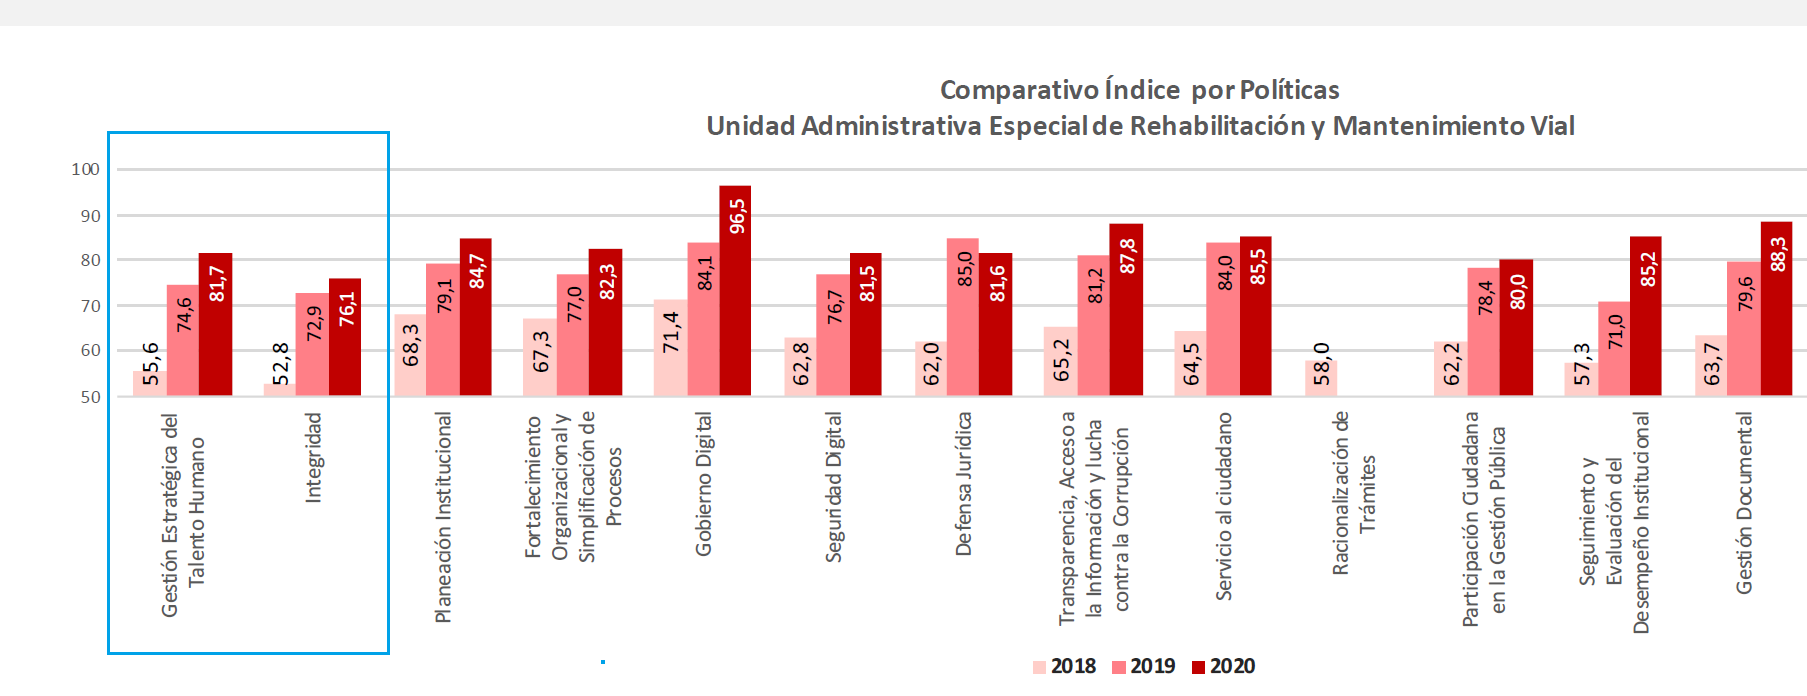 Comparativo Índice por Políticas
Unidad Administrativa Especial de Rehabilitación y Mantenimiento Vial
100
90
80
70
60
50
55,6
74,6
81,7
52,8
72,9
76,1
68,3
79,1
84,7
67,3
77,0
82,3
71,4
84,1
96,5
62,8
76,7
81,5
62,0
85,0
81,6
65,2
81,2
87,8
64,5
84,0
85,5
58,0
62,2
78,4
80,0
57,3
71,0
85,2
63,7
79,6
88,3
Gestión Estratégica del
Talento Humano
Integridad
Planeación Institucional
Fortalecimiento
Organizacional y
Simplificación de
Procesos
Gobierno Digital
Seguridad Digital
Defensa Jurídica
Transparencia, Acceso a
la Información y lucha
contra la Corrupción
Servicio al ciudadano
Racionalización de
Trámites
Participación Ciudadana
en la Gestión Pública
Seguimiento y
Evaluación del
Desempeño Institucional
Gestión Documental
2018 2019 2020